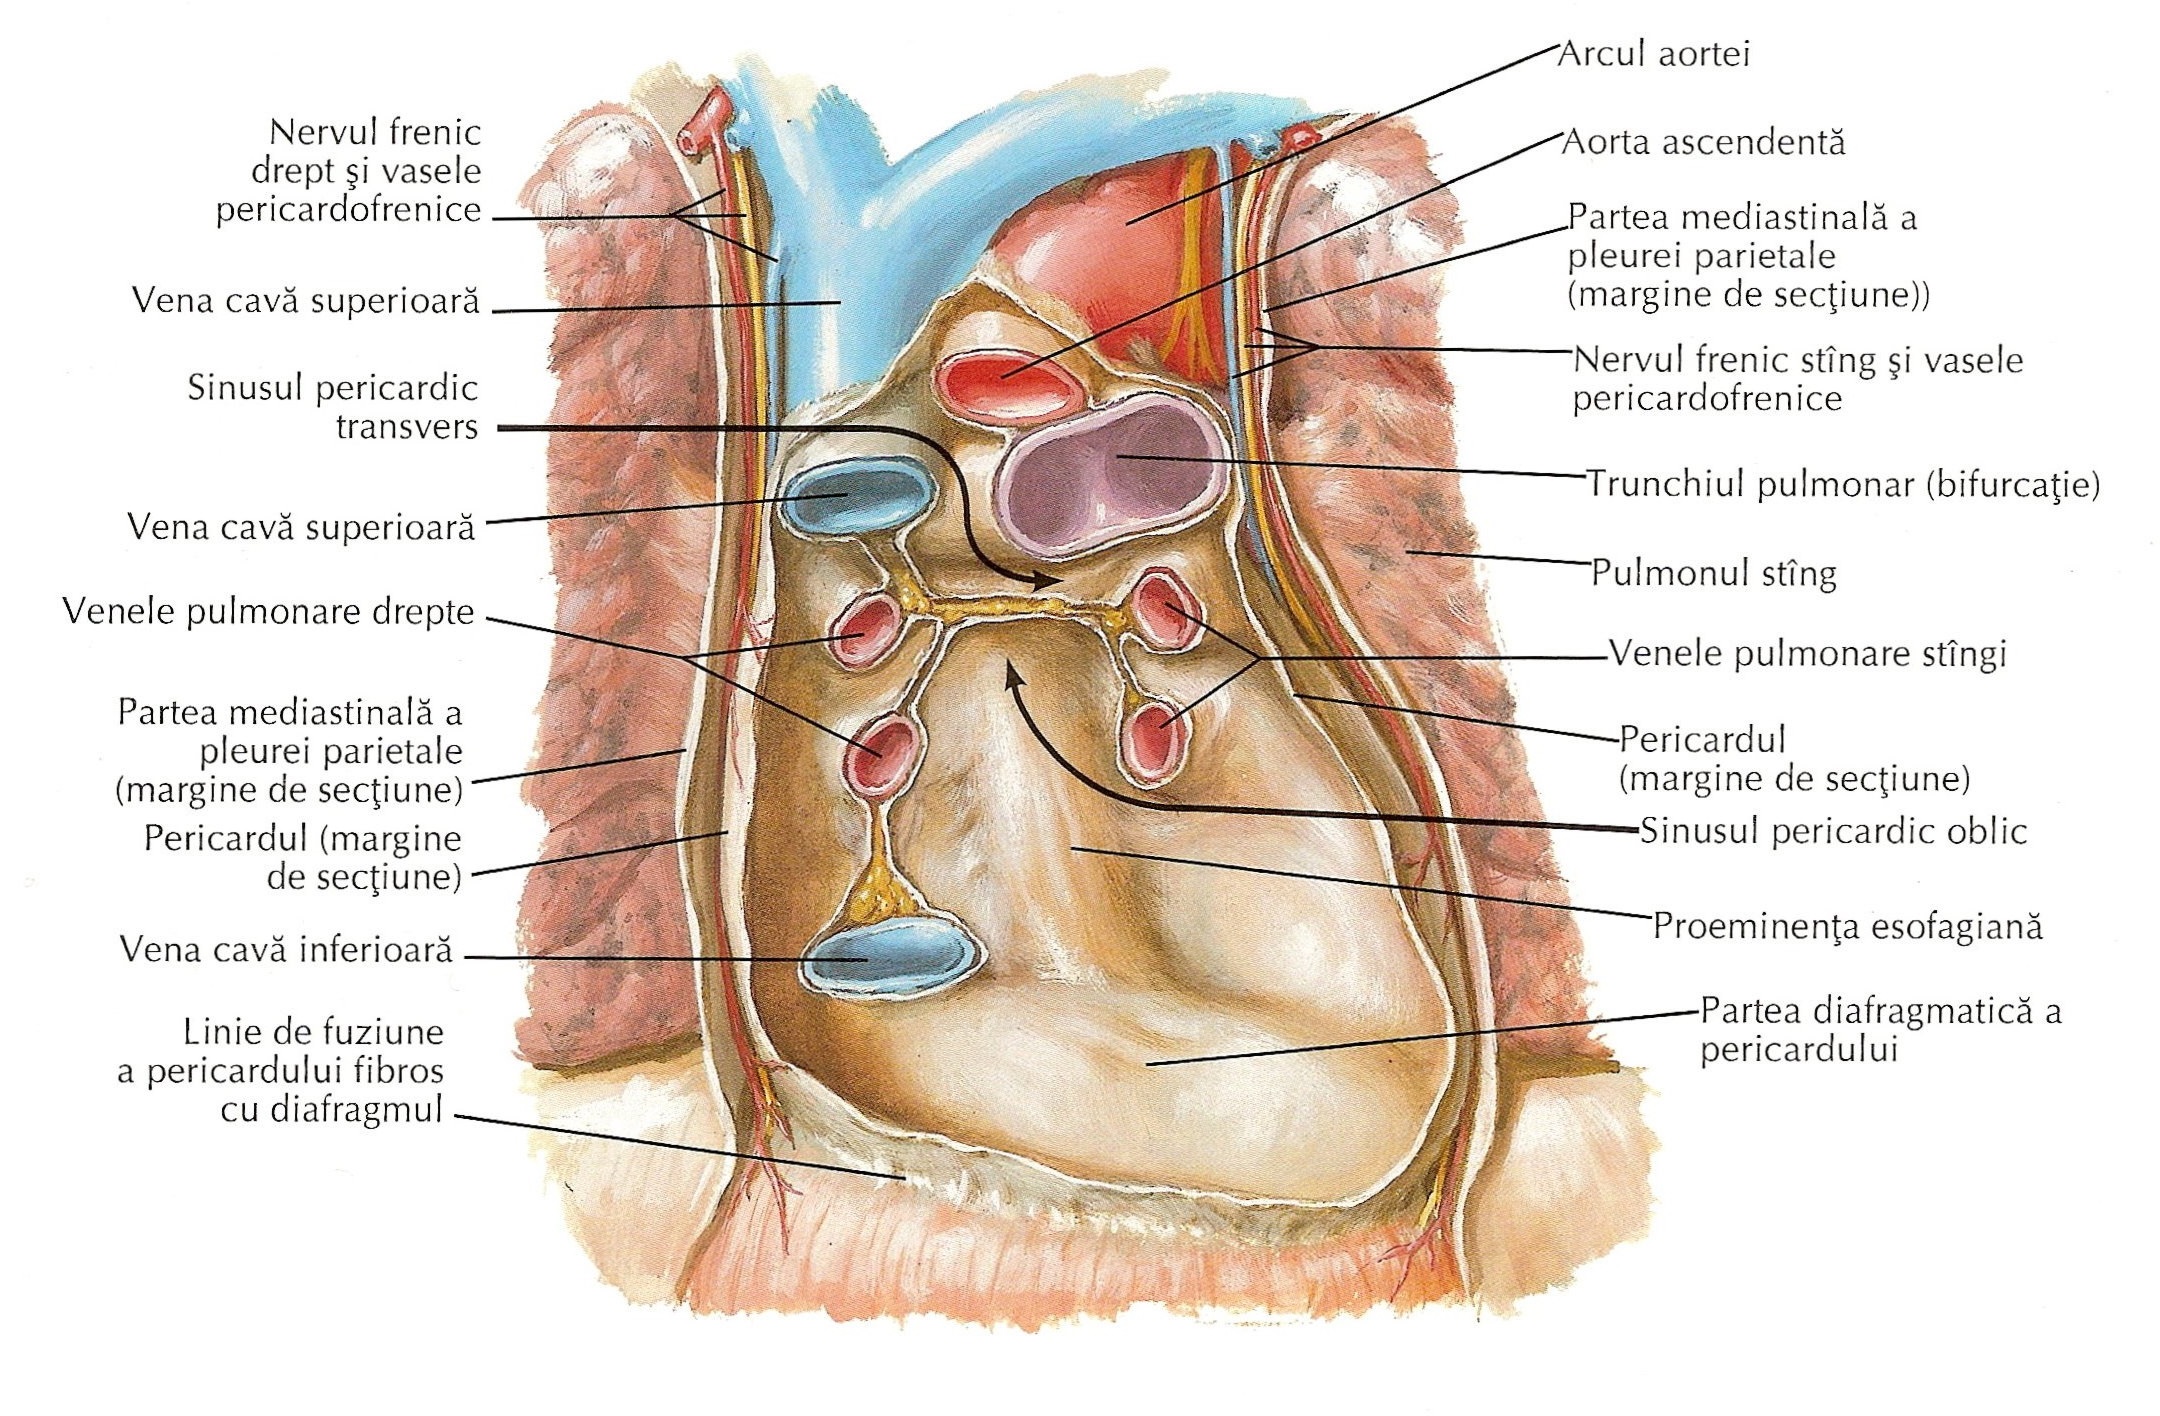 Nervul frenic
drept şi vasele
pericardofrenice
Vena cavă superioară
Sinusul pericardic
transvers
Vena cavă superioară
Venele pulmonare drepte
Partea mediastinală a
pleurei parietale
(margine de secţiune)
Pericardul (margine
de secţiune)
Vena cavă inferioară
Linie de fuziune
a pericardului fibros
cu diafragmul
Arcul aortei
Aorta ascendentă
Partea mediastinală a
pleurei parietale
(margine de secţiune))
Nervul frenic stîng şi vasele
pericardofrenice
Trunchiul pulmonar (bifurcaţie)
Pulmonul stîng
Venele pulmonare stîngi
Pericardul
(margine de secţiune)
Sinusul pericardic oblic
Proeminenţa esofagiană
Partea diafragmatică a
pericardului